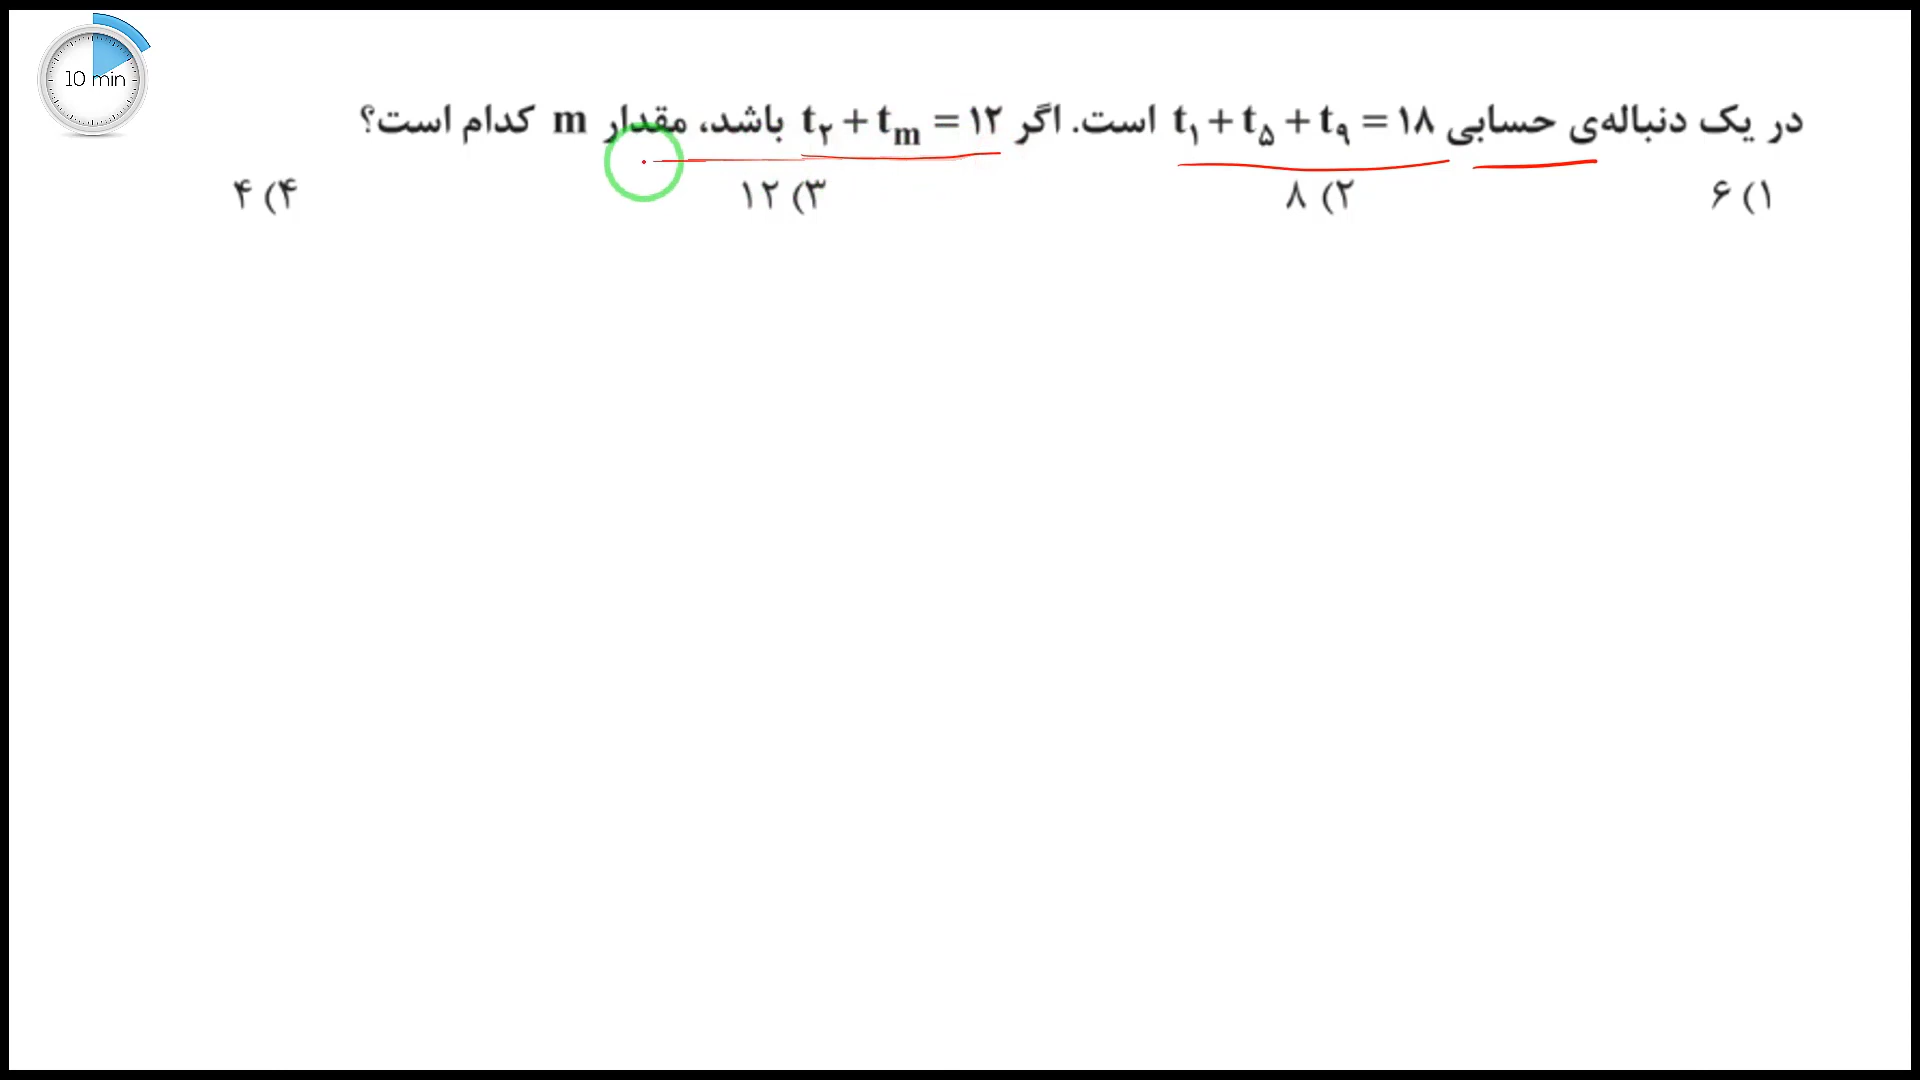 10 min
در یک دنباله‌ی حسابی t₁ + t₅ + t₉ = ۱۸ است. اگر t₂ + tₘ = ۱۲ باشد، مقدار m کدام است؟
۱) ۶ ۲) ۸ ۳) ۱۲ ۴) ۴